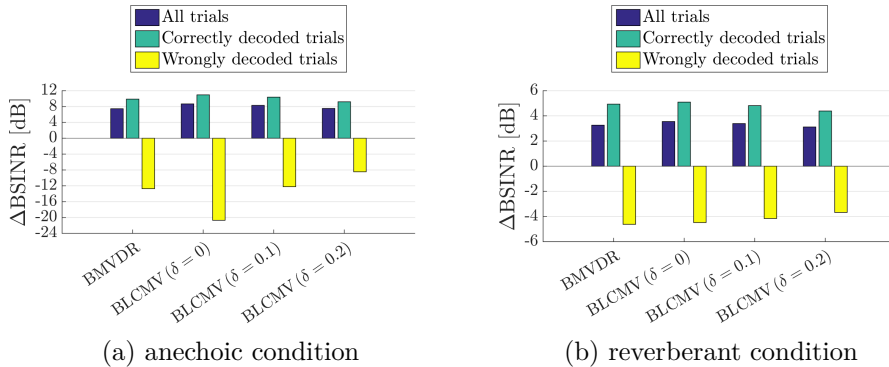 All trials
Correctly decoded trials
Wrongly decoded trials
ΔBSINR [dB]
12
8
4
0
-4
-8
-12
-16
-20
-24
BMVDR
BLCMV (δ = 0)
BLCMV (δ = 0.1)
BLCMV (δ = 0.2)
(a) anechoic condition
All trials
Correctly decoded trials
Wrongly decoded trials
ΔBSINR [dB]
6
4
2
0
-2
-4
-6
BMVDR
BLCMV (δ = 0)
BLCMV (δ = 0.1)
BLCMV (δ = 0.2)
(b) reverberant condition